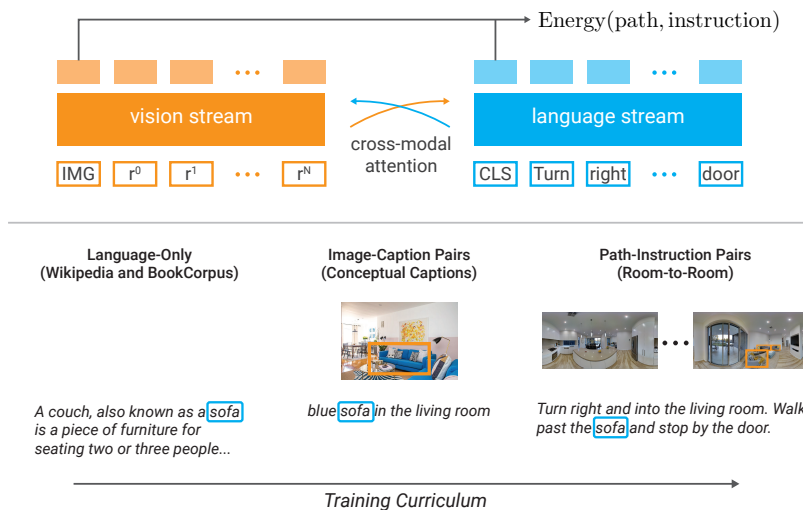 Energy(path, instruction)
vision stream
language stream
cross-modal
attention
IMG r⁰ r¹ ••• rᴺ
CLS Turn right ••• door
Language-Only
(Wikipedia and BookCorpus)
Image-Caption Pairs
(Conceptual Captions)
Path-Instruction Pairs
(Room-to-Room)
A couch, also known as a sofa
is a piece of furniture for
seating two or three people...
blue sofa in the living room
Turn right and into the living room. Walk
past the sofa and stop by the door.
Training Curriculum